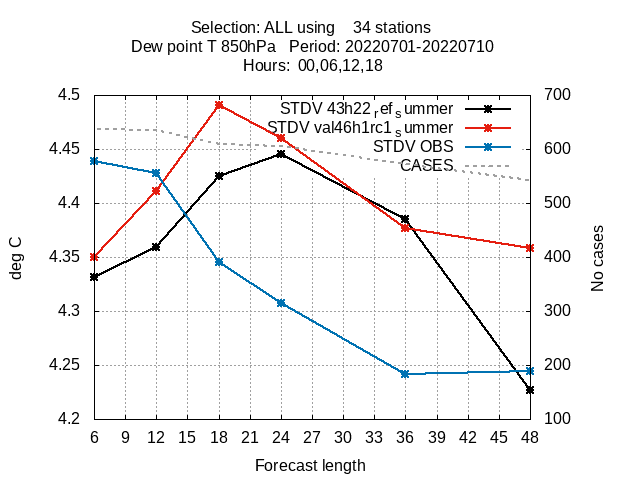 Selection: ALL using 34 stations
Dew point T 850hPa Period: 20220701-20220710
Hours: 00,06,12,18
STDV 43h22 refsummer
STDV val46h1rc1summer
STDV OBS
CASES
4.5
4.45
4.4
4.35
4.3
4.25
4.2
700
600
500
400
300
200
100
deg C
No cases
6 9 12 15 18 21 24 27 30 33 36 39 42 45 48
Forecast length